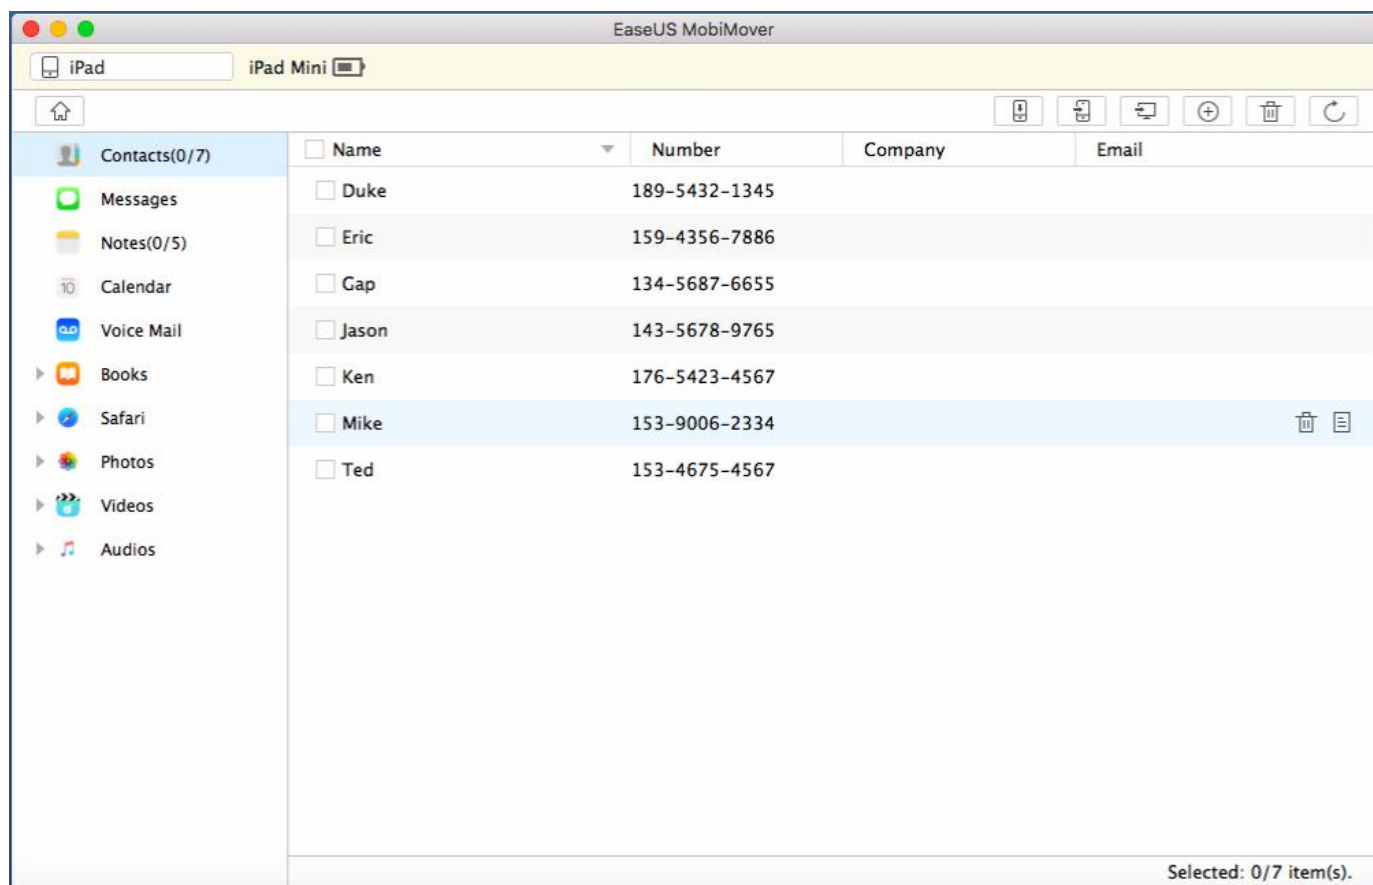 EaseUS MobiMover
iPad iPad Mini
Contacts(0/7)
Messages
Notes(0/5)
10 Calendar
Voice Mail
Books
Safari
Photos
Videos
Audios
Name Number Company Email
Duke 189-5432-1345
Eric 159-4356-7886
Gap 134-5687-6655
Jason 143-5678-9765
Ken 176-5423-4567
Mike 153-9006-2334
Ted 153-4675-4567
Selected: 0/7 item(s).